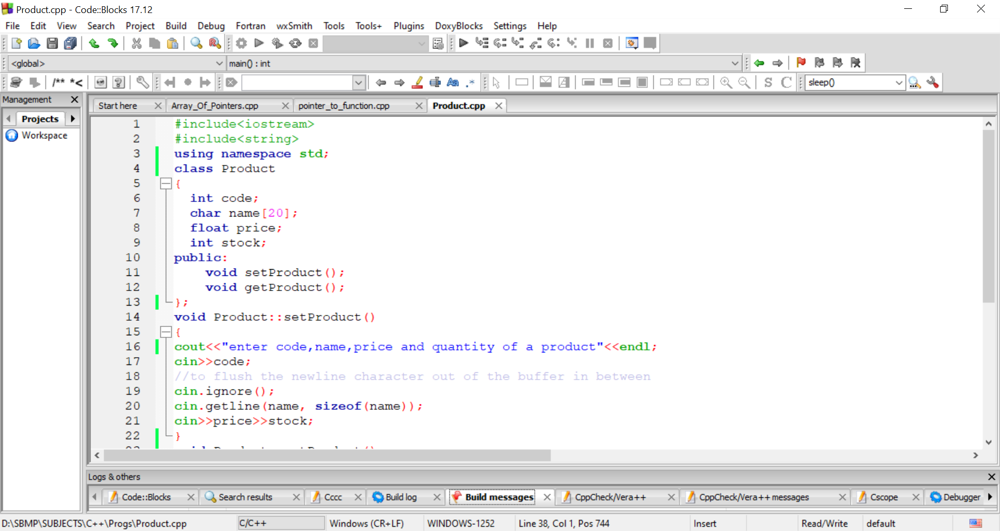 Product.cpp - Code::Blocks 17.12
File Edit View Search Project Build Debug Fortran wxSmith Tools Tools+ Plugins DoxyBlocks Settings Help
<global> main() : int
/** *< Aa .* S C sleep()
Management
Start here Array_Of_Pointers.cpp pointer_to_function.cpp Product.cpp
Projects
Workspace
1 #include<iostream>
2 #include<string>
3 using namespace std;
4 class Product
5 {
6 int code;
7 char name[20];
8 float price;
9 int stock;
10 public:
11 void setProduct();
12 void getProduct();
13 };
14 void Product::setProduct()
15 {
16 cout<<"enter code,name,price and quantity of a product"<<endl;
17 cin>>code;
18 //to flush the newline character out of the buffer in between
19 cin.ignore();
20 cin.getline(name, sizeof(name));
21 cin>>price>>stock;
22 }
Logs & others
Code::Blocks Search results Cccc Build log Build messages CppCheck/Vera++ CppCheck/Vera++ messages Cscope Debugger
D:\SBMP\SUBJECTS\C++\Progs\Product.cpp C/C++ Windows (CR+LF) WINDOWS-1252 Line 38, Col 1, Pos 744 Insert Read/Write default